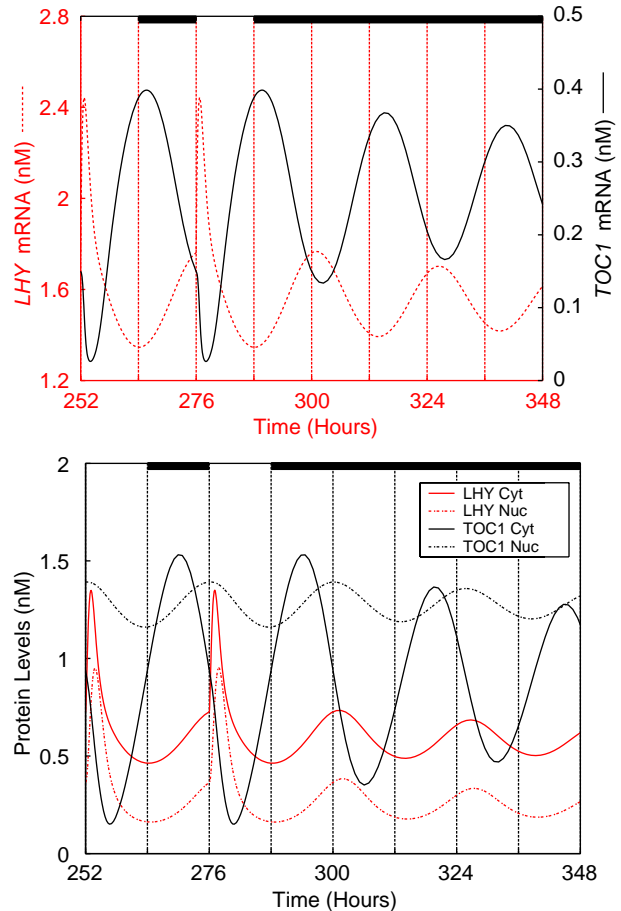 2.8
2.4
2
1.6
1.2
LHY mRNA (nM)
0.5
0.4
0.3
0.2
0.1
0
TOC1 mRNA (nM)
252 276 300 324 348
Time (Hours)
2
1.5
1
0.5
0
Protein Levels (nM)
LHY Cyt
LHY Nuc
TOC1 Cyt
TOC1 Nuc
252 276 300 324 348
Time (Hours)